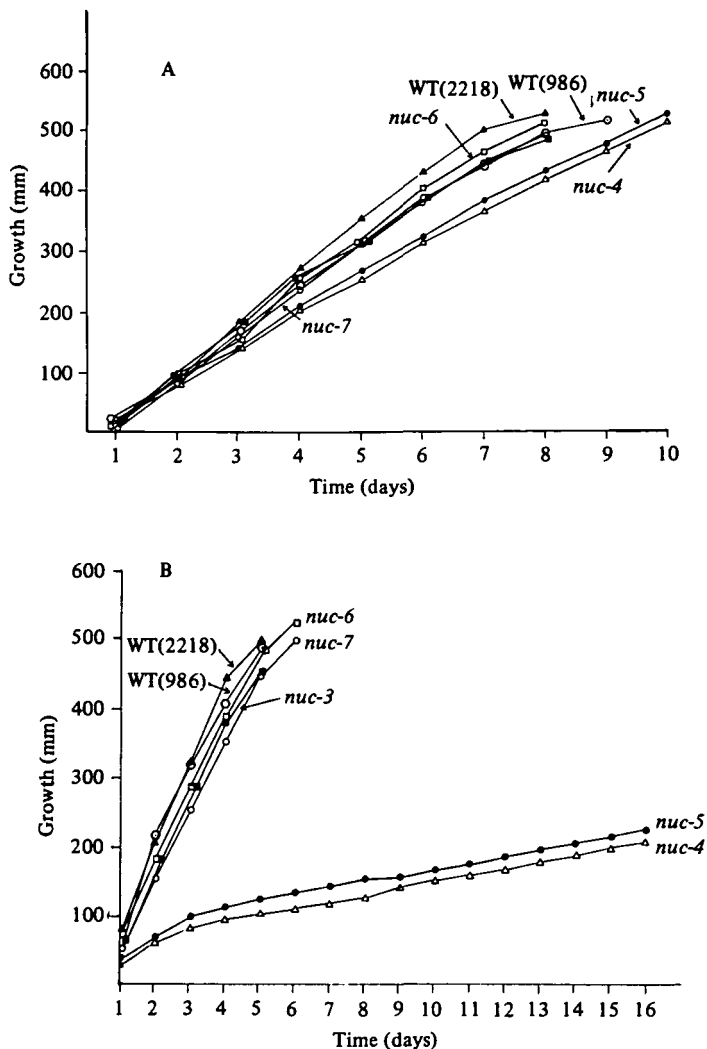 A
600
500
400
300
200
100
Growth (mm)
WT(2218)
WT(986)
nuc-5
nuc-6
nuc-4
nuc-7
1 2 3 4 5 6 7 8 9 10
Time (days)
B
600
500
400
300
200
100
Growth (mm)
WT(2218)
WT(986)
nuc-6
nuc-7
nuc-3
nuc-5
nuc-4
1 2 3 4 5 6 7 8 9 10 11 12 13 14 15 16
Time (days)